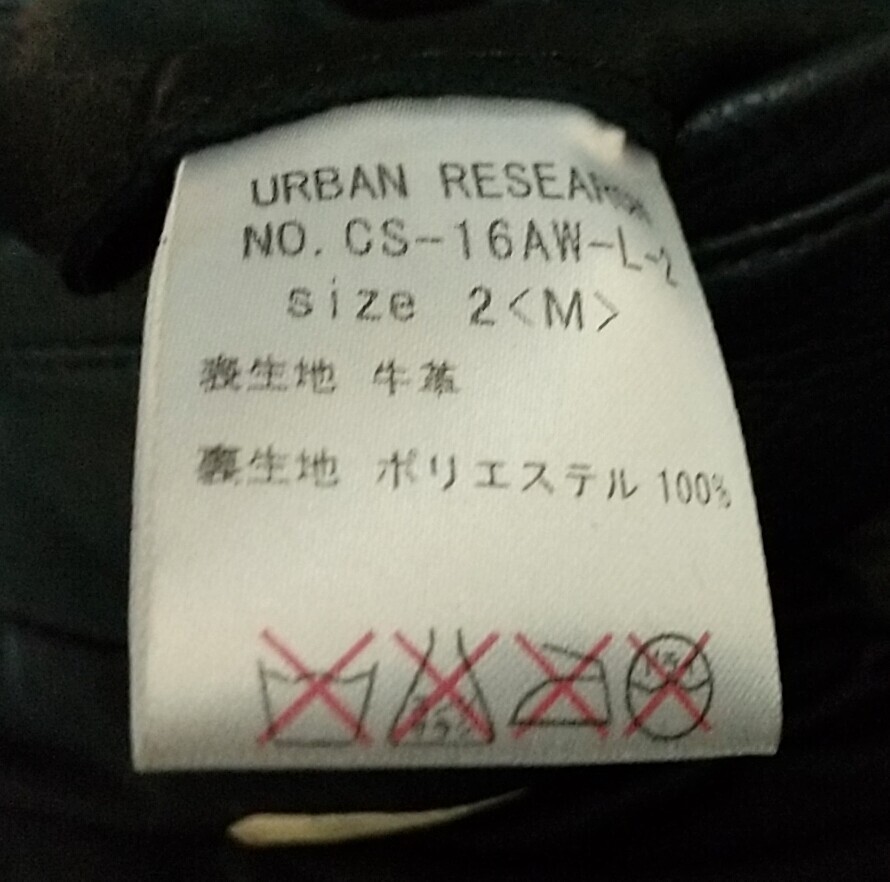 URBAN RESEARCH
NO. CS-16AW-L-2
size 2<M>
表生地 牛革
裏生地 ポリエステル 100%